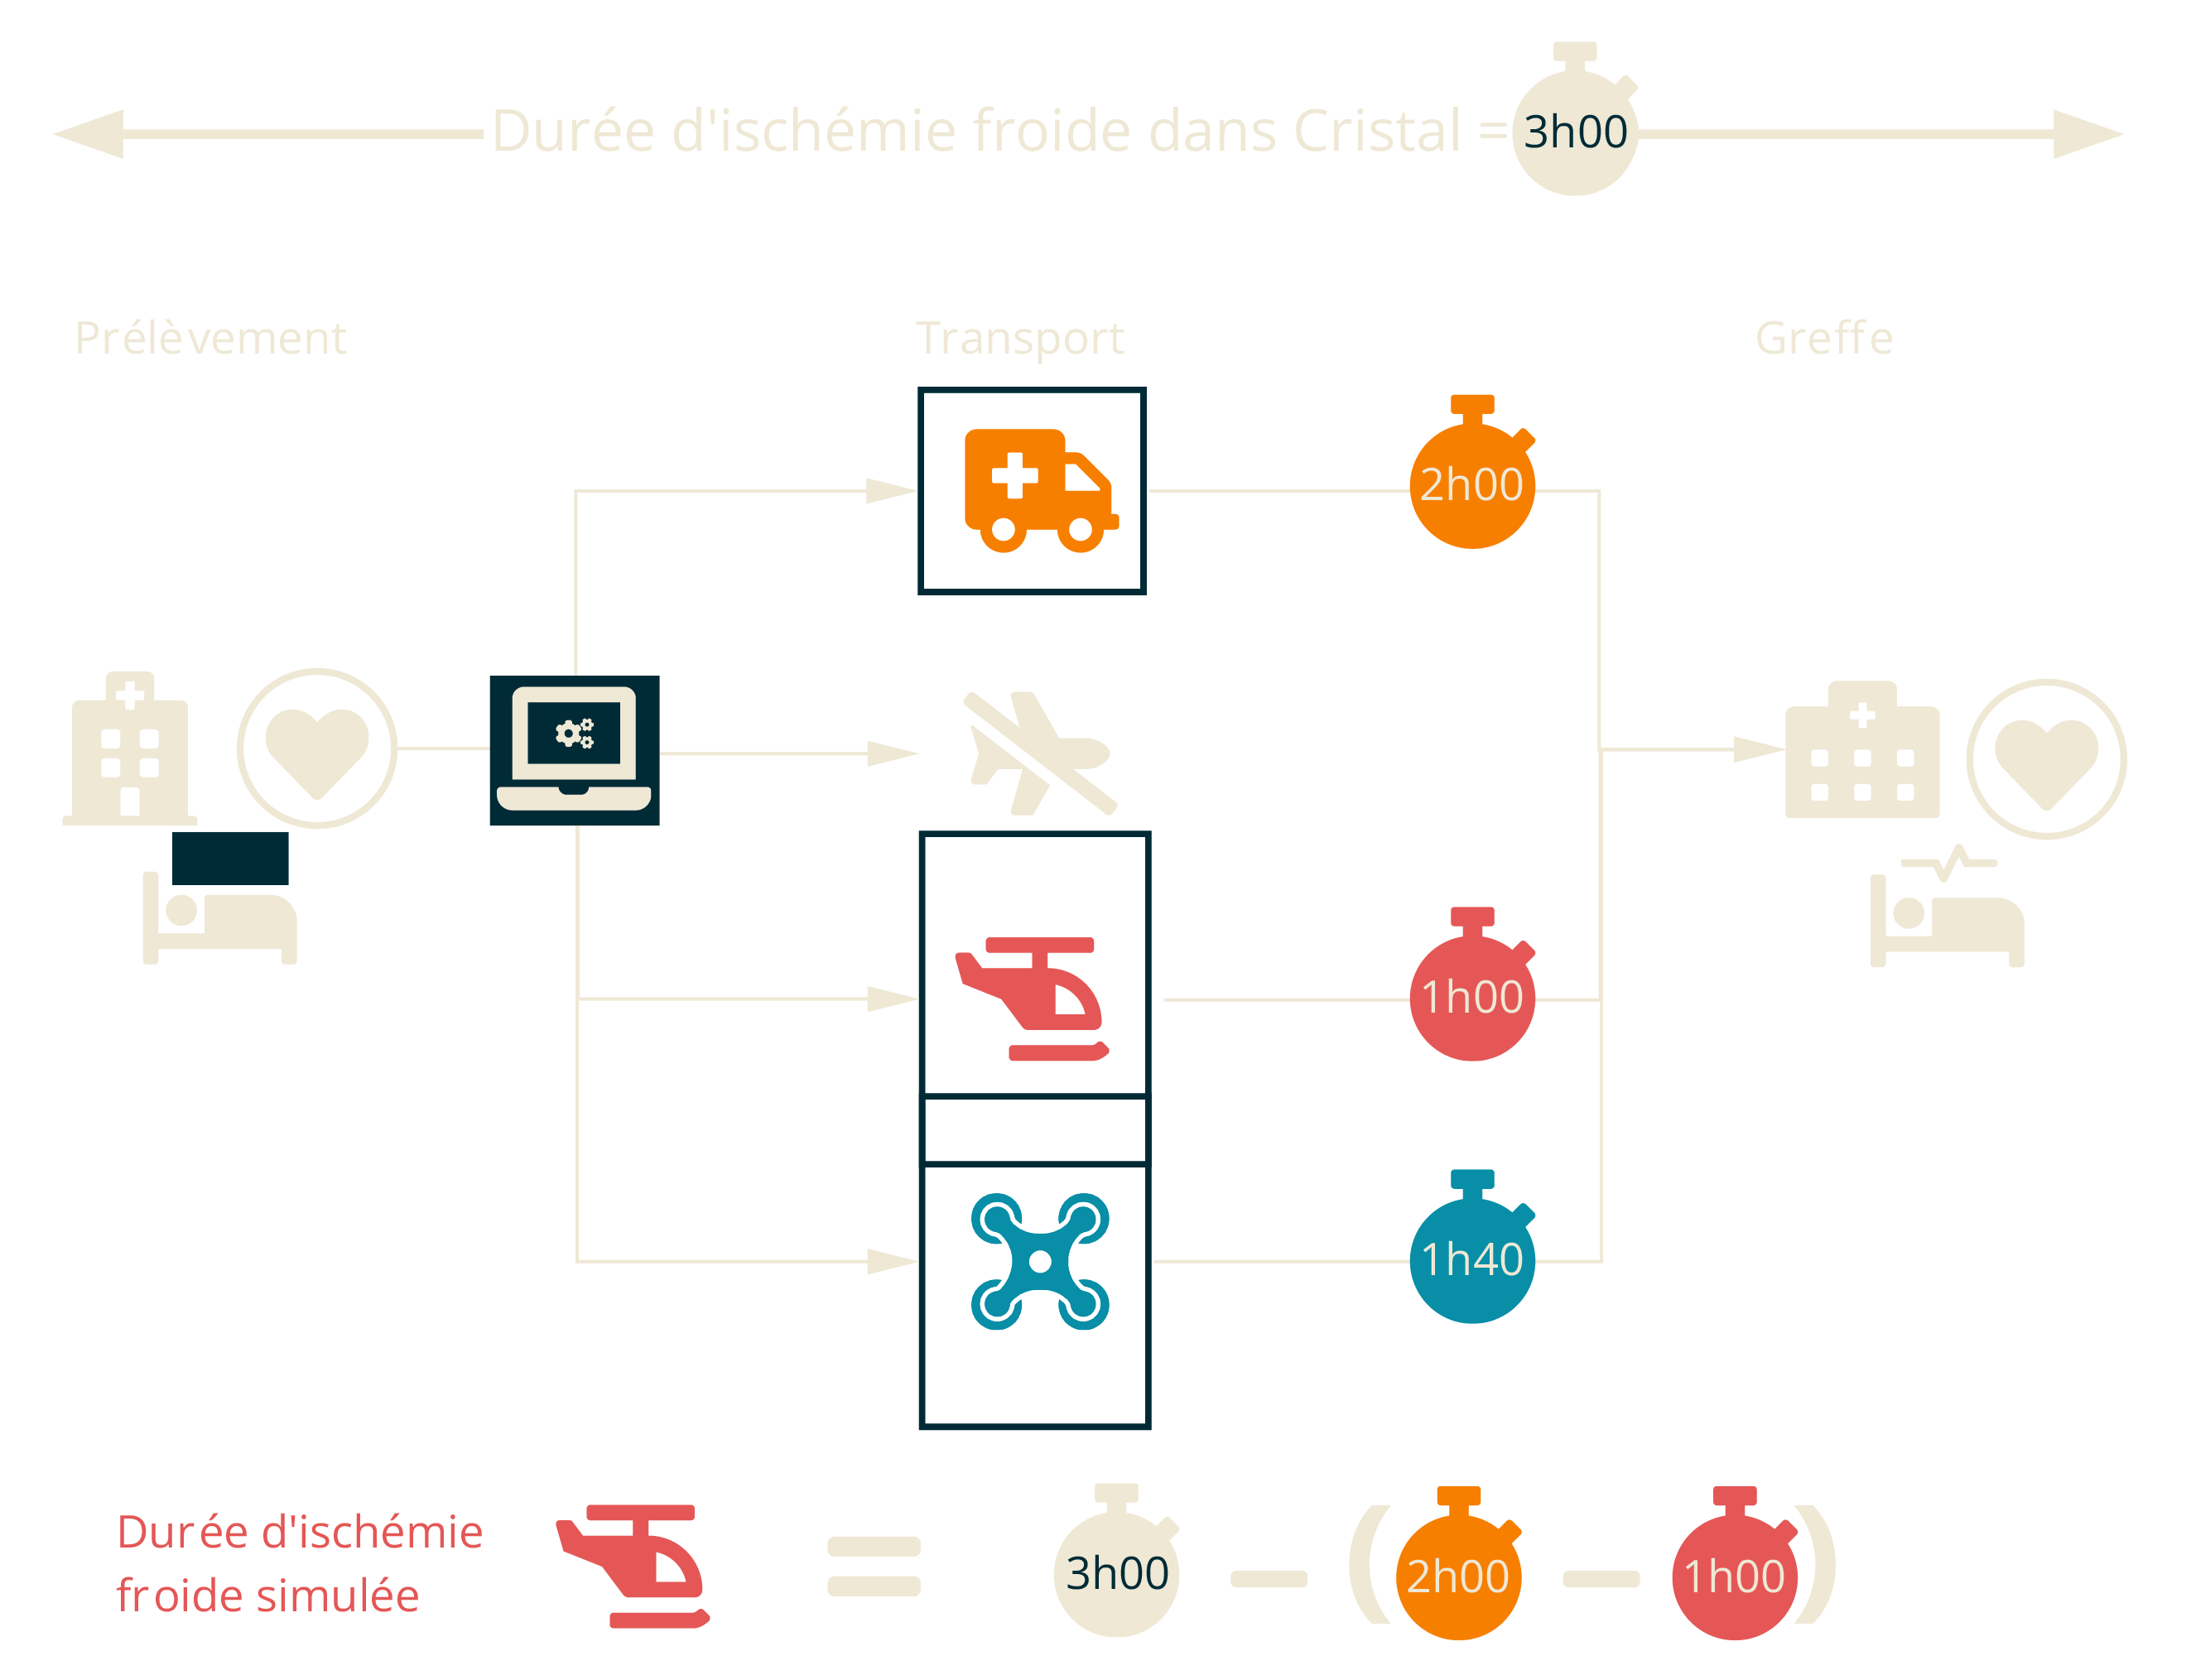 Durée d'ischémie froide dans Cristal = 3h00
Prélèvement
Transport
Greffe
2h00
1h00
1h40
Durée d'ischémie
froide simulée
= 3h00 – ( 2h00 – 1h00 )